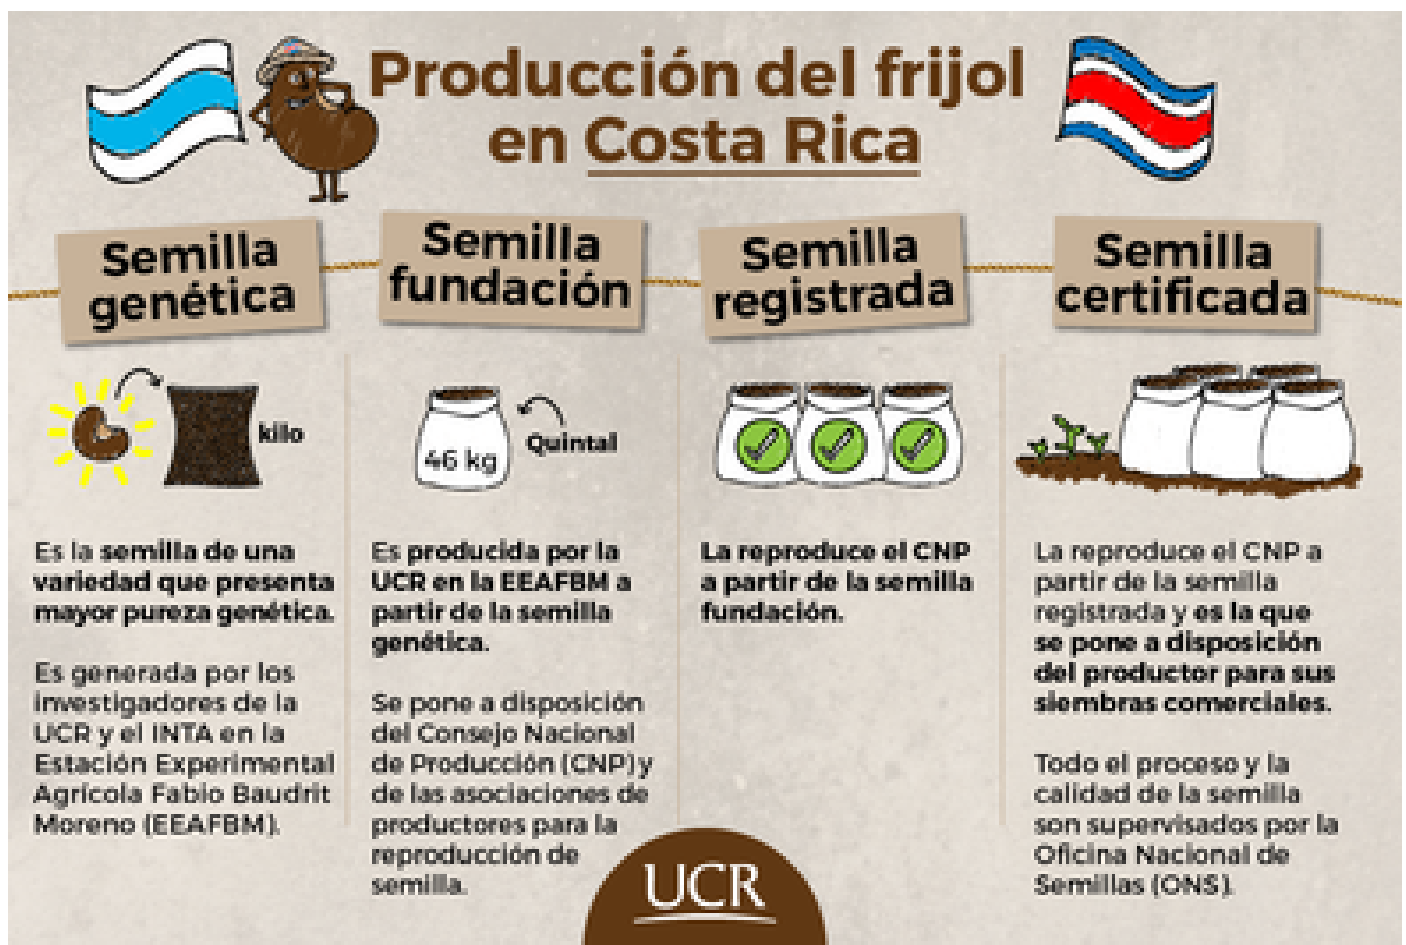 Producción del frijol
en Costa Rica
Semilla
genética
kilo
Es la semilla de una
variedad que presenta
mayor pureza genética.
Es generada por los
investigadores de la
UCR y el INTA en la
Estación Experimental
Agrícola Fabio Baudrit
Moreno (EEAFBM).
Semilla
fundación
46 kg
Quintal
Es producida por la
UCR en la EEAFBM a
partir de la semilla
genética.
Se pone a disposición
del Consejo Nacional
de Producción (CNP) y
de las asociaciones de
productores para la
reproducción de
semilla.
Semilla
registrada
La reproduce el CNP
a partir de la semilla
fundación.
Semilla
certificada
La reproduce el CNP a
partir de la semilla
registrada y es la que
se pone a disposición
del productor para sus
siembras comerciales.
Todo el proceso y la
calidad de la semilla
son supervisados por la
Oficina Nacional de
Semillas (ONS).
UCR